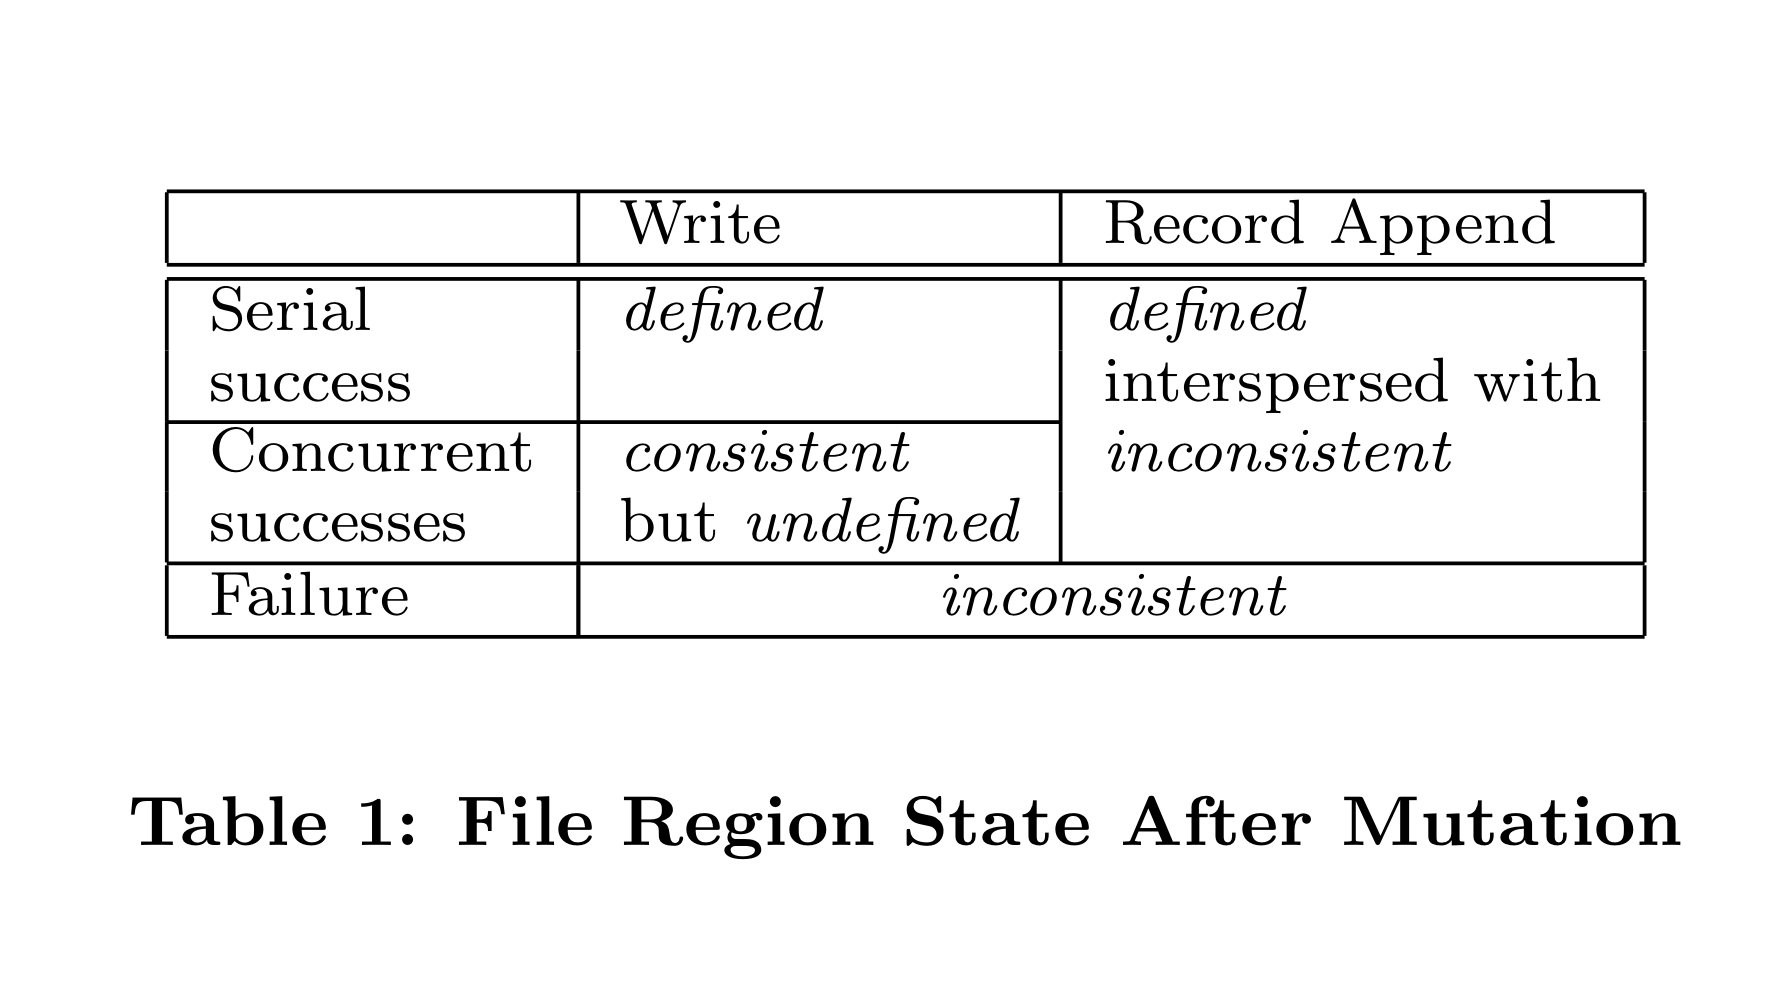 Write Record Append
Serial defined defined
success interspersed with
Concurrent consistent inconsistent
successes but undefined
Failure inconsistent
Table 1: File Region State After Mutation